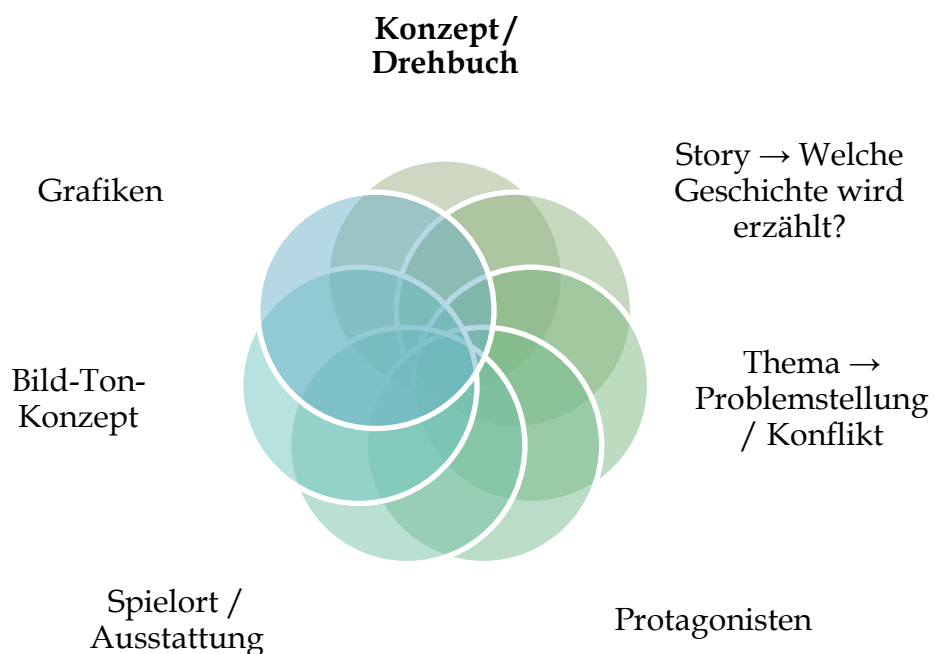 Konzept /
Drehbuch
Story → Welche
Geschichte wird
erzählt?
Thema →
Problemstellung
/ Konflikt
Protagonisten
Spielort /
Ausstattung
Bild-Ton-
Konzept
Grafiken